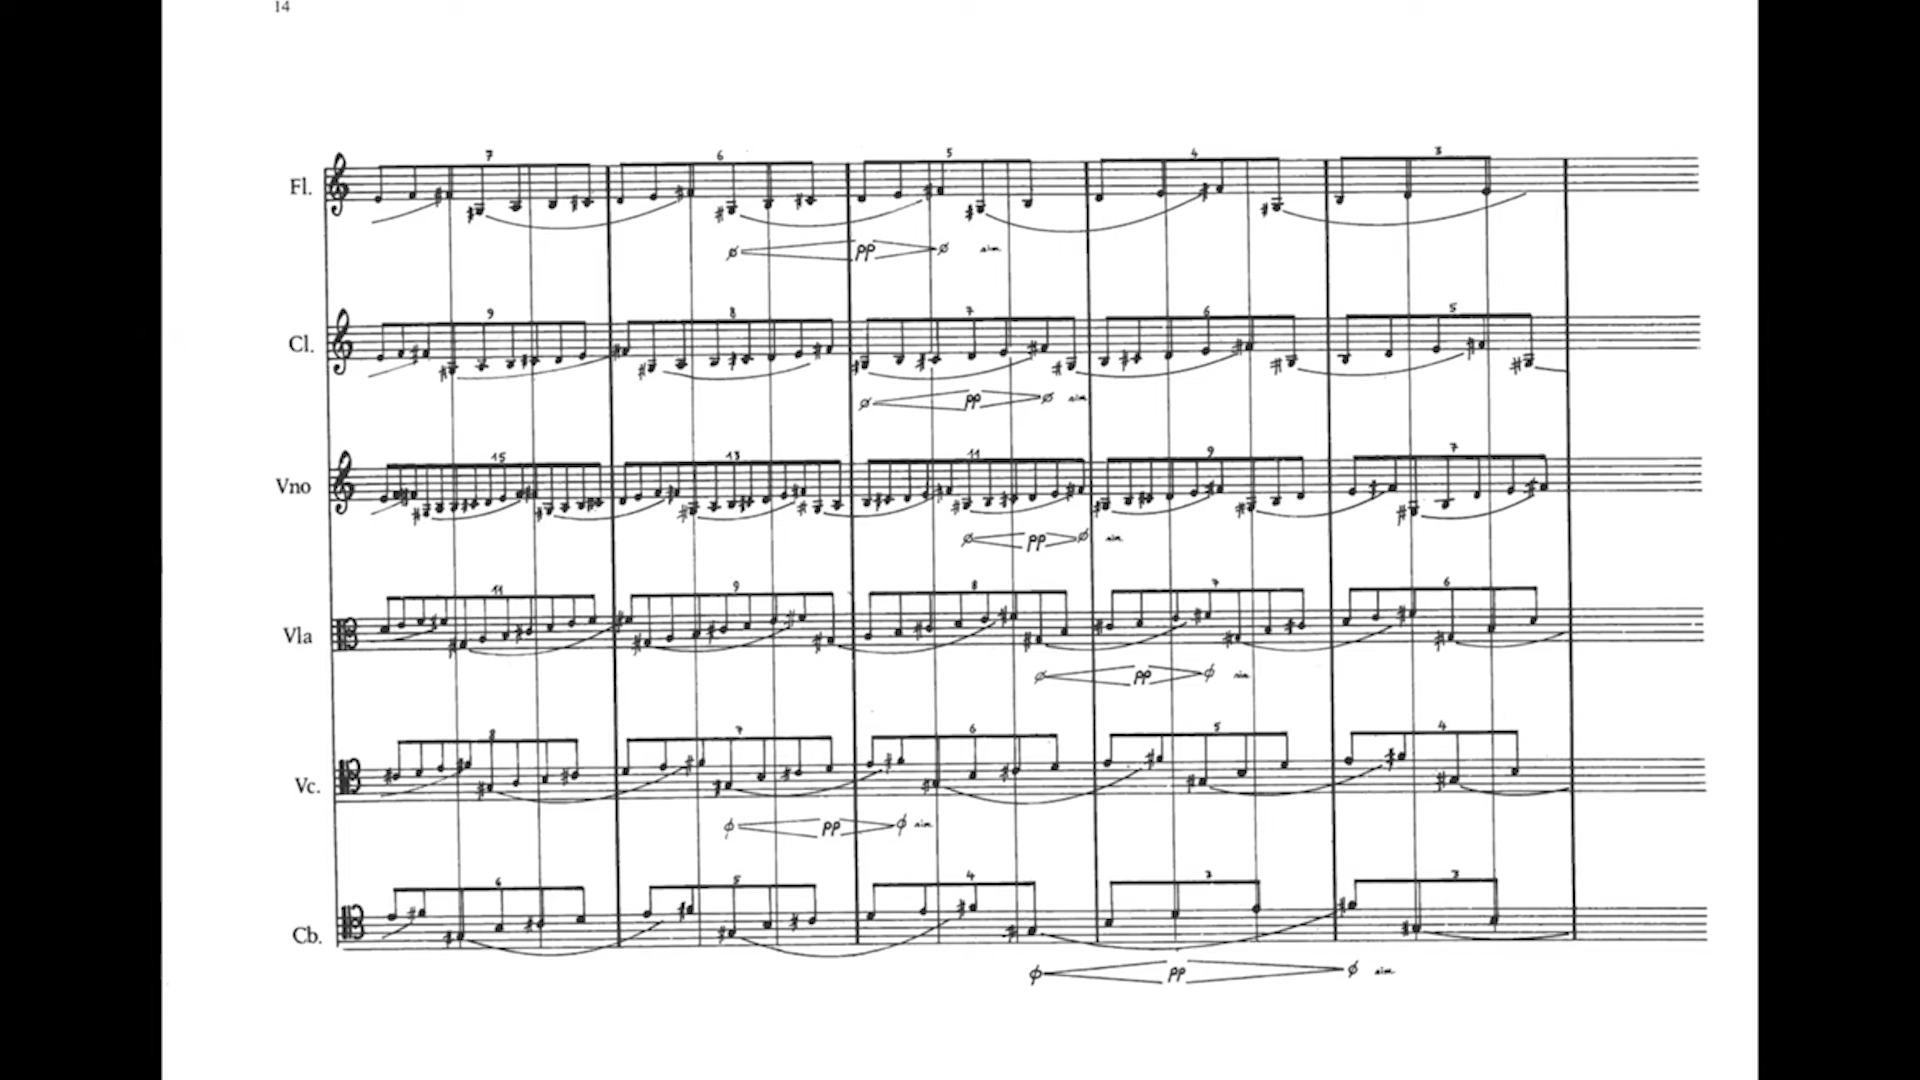 14
7 6 5 4 3
Fl.
ø pp ø sim.
9 8 7 6 5
Cl.
ø pp ø sim.
15 13 11 9 7
Vno
ø pp ø sim.
11 9 8 7 6
Vla
ø pp ø sim.
8 7 6 5 4
Vc.
ø pp ø sim.
6 5 4 3 3
Cb.
ø pp ø sim.